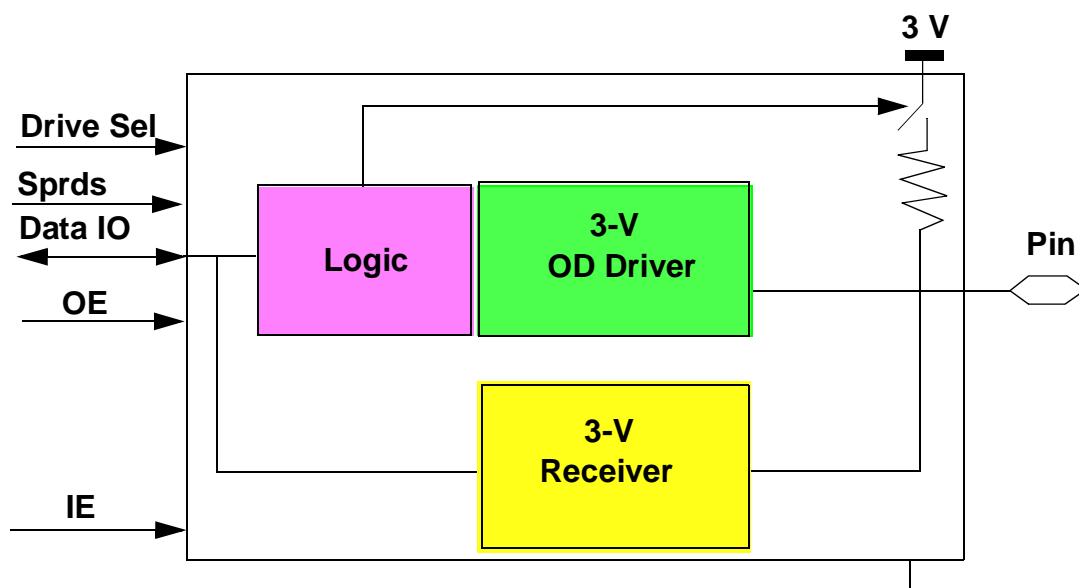 3 V
Drive Sel
Sprds
Data IO
OE
IE
Logic
3-V
OD Driver
3-V
Receiver
Pin